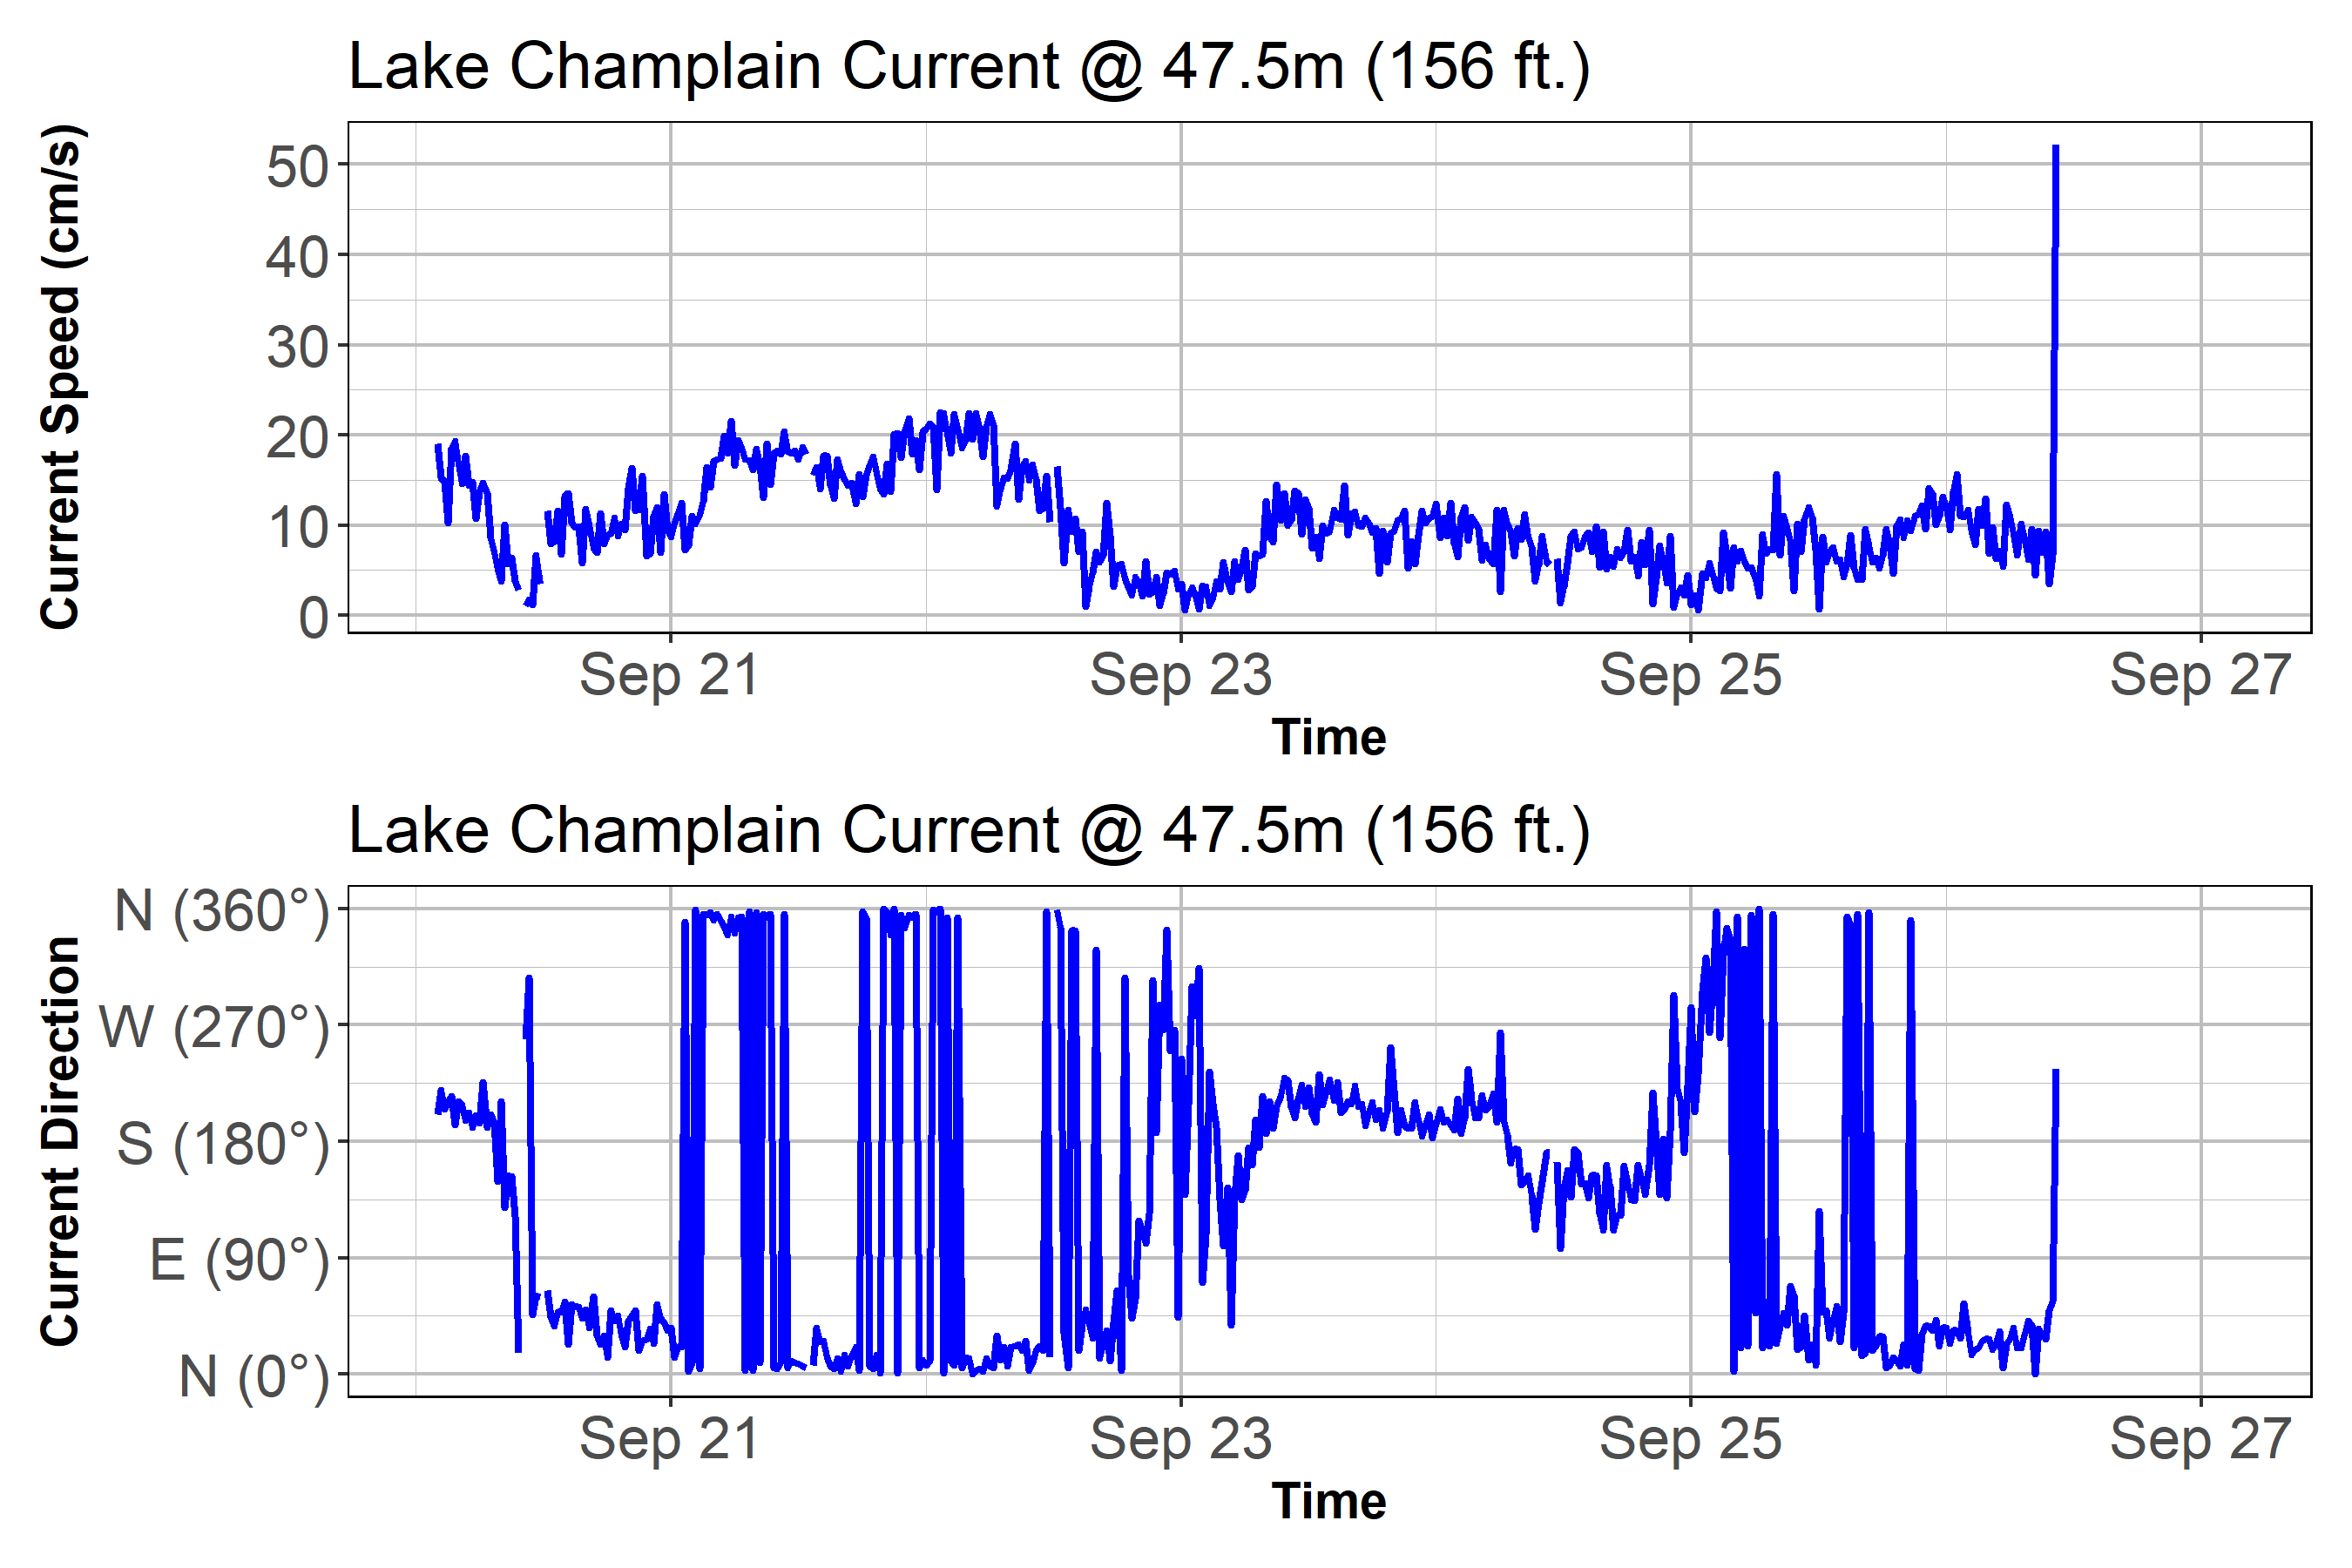 Lake Champlain Current @ 47.5m (156 ft.)
Current Speed (cm/s)
50
40
30
20
10
0
Sep 21
Sep 23
Sep 25
Sep 27
Time
Lake Champlain Current @ 47.5m (156 ft.)
Current Direction
N (360°)
W (270°)
S (180°)
E (90°)
N (0°)
Sep 21
Sep 23
Sep 25
Sep 27
Time